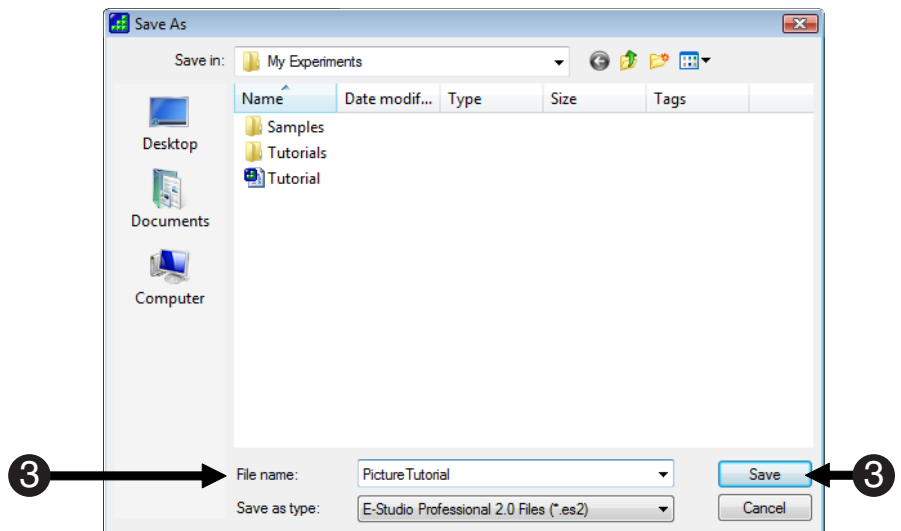 Save As
Save in: My Experiments
Name Date modif... Type Size Tags
Samples
Tutorials
Tutorial
Desktop
Documents
Computer
3 File name: PictureTutorial Save 3
Save as type: E-Studio Professional 2.0 Files (*.es2) Cancel